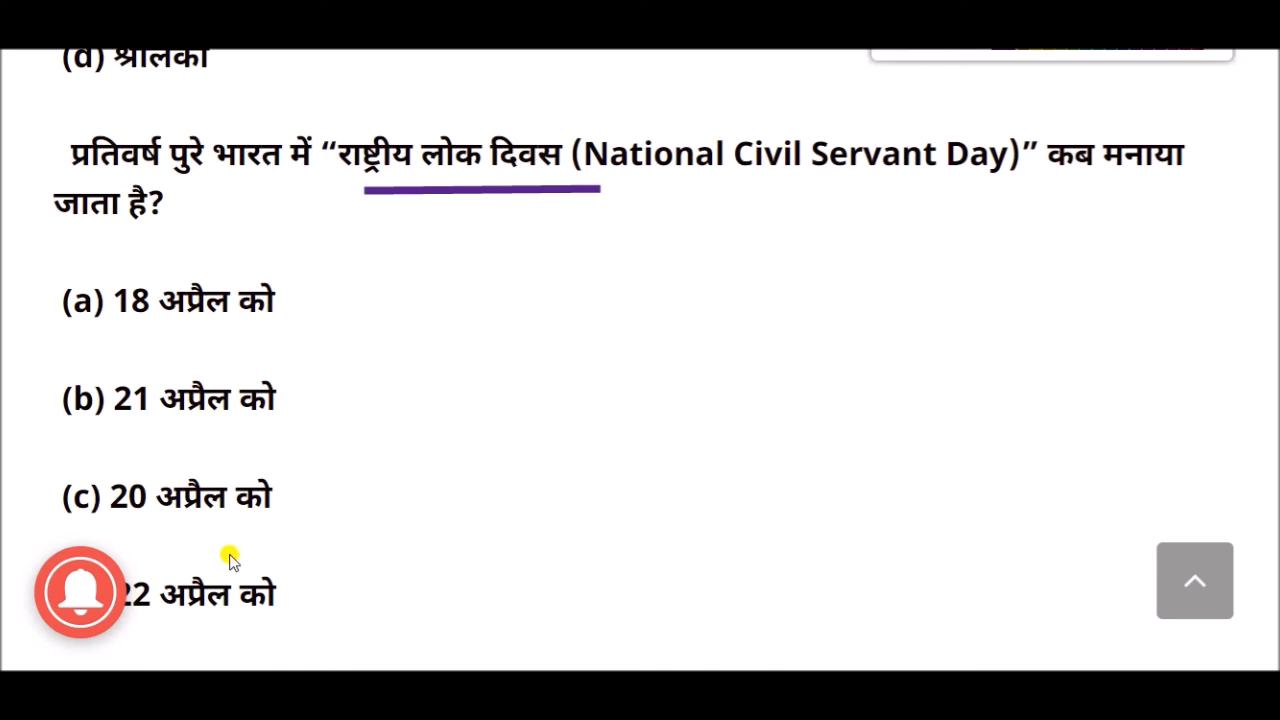 (d) श्रीलंका
प्रतिवर्ष पुरे भारत में “राष्ट्रीय लोक दिवस (National Civil Servant Day)” कब मनाया
जाता है?
(a) 18 अप्रैल को
(b) 21 अप्रैल को
(c) 20 अप्रैल को
22 अप्रैल को